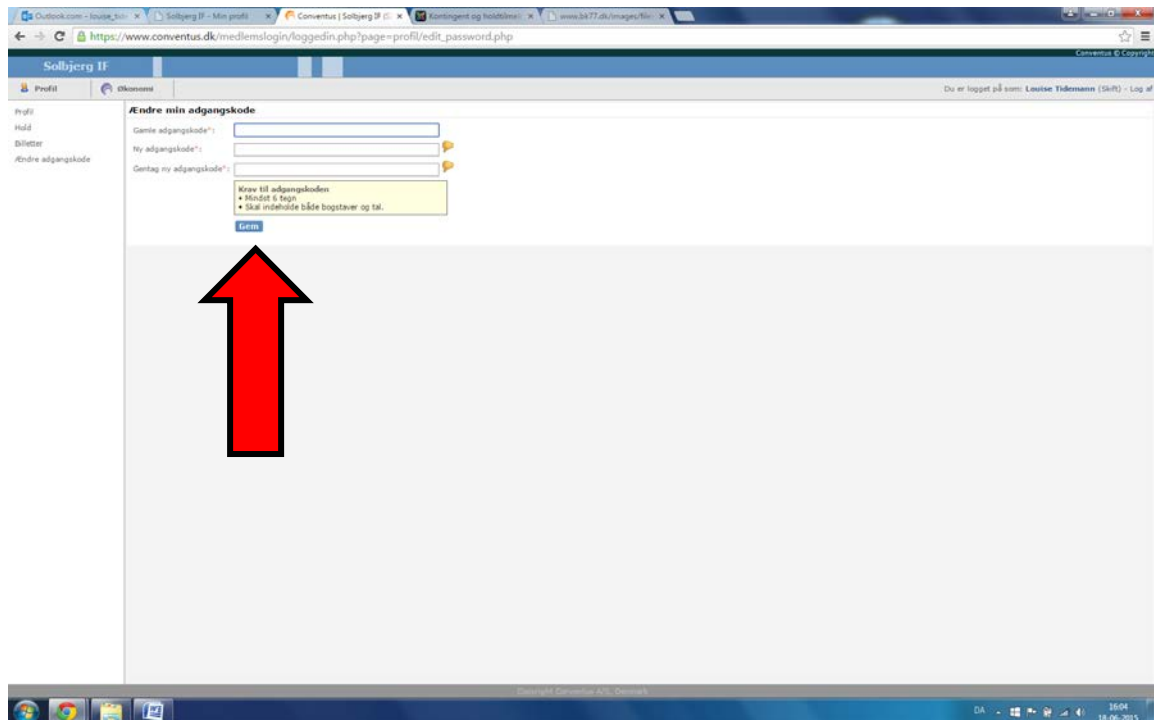 Outlook.com - louise_tid
Solbjerg IF - Min profil
Conventus | Solbjerg IF (S
Kontingent og holdtilmel
www.bk77.dk/images/file
https://www.conventus.dk/medlemslogin/loggedin.php?page=profil/edit_password.php
Conventus © Copyright
Solbjerg IF
Profil
Økonomi
Du er logget på som: Louise Tidemann (Skift) - Log af
Profil
Hold
Billetter
Ændre adgangskode
Ændre min adgangskode
Gamle adgangskode*:
Ny adgangskode*:
Gentag ny adgangskode*:
Krav til adgangskoden
• Mindst 6 tegn
• Skal indeholde både bogstaver og tal.
Gem
Copyright Conventus A/S, Denmark
DA
16:04
18-06-2015